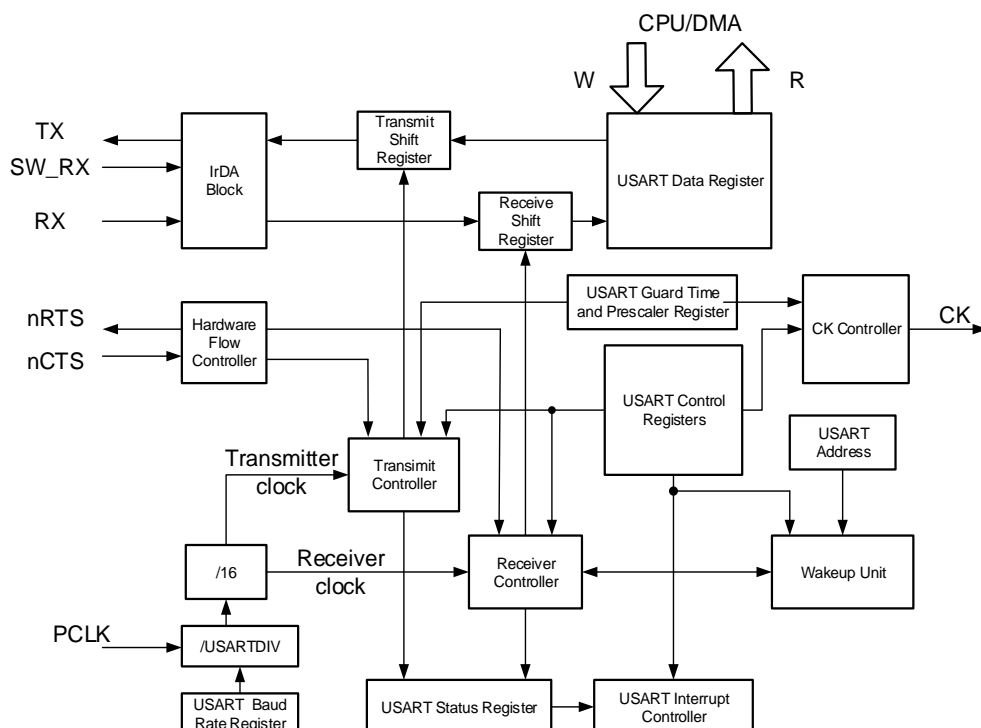 CPU/DMA
W
R
TX
SW_RX
RX
IrDA
Block
Transmit
Shift
Register
Receive
Shift
Register
USART Data Register
nRTS
nCTS
Hardware
Flow
Controller
USART Guard Time
and Prescaler Register
CK Controller
CK
USART Control
Registers
USART
Address
Transmitter
clock
Transimit
Controller
/16
Receiver
clock
Receiver
Controller
Wakeup Unit
PCLK
/USARTDIV
USART Baud
Rate Register
USART Status Register
USART Interrupt
Controller